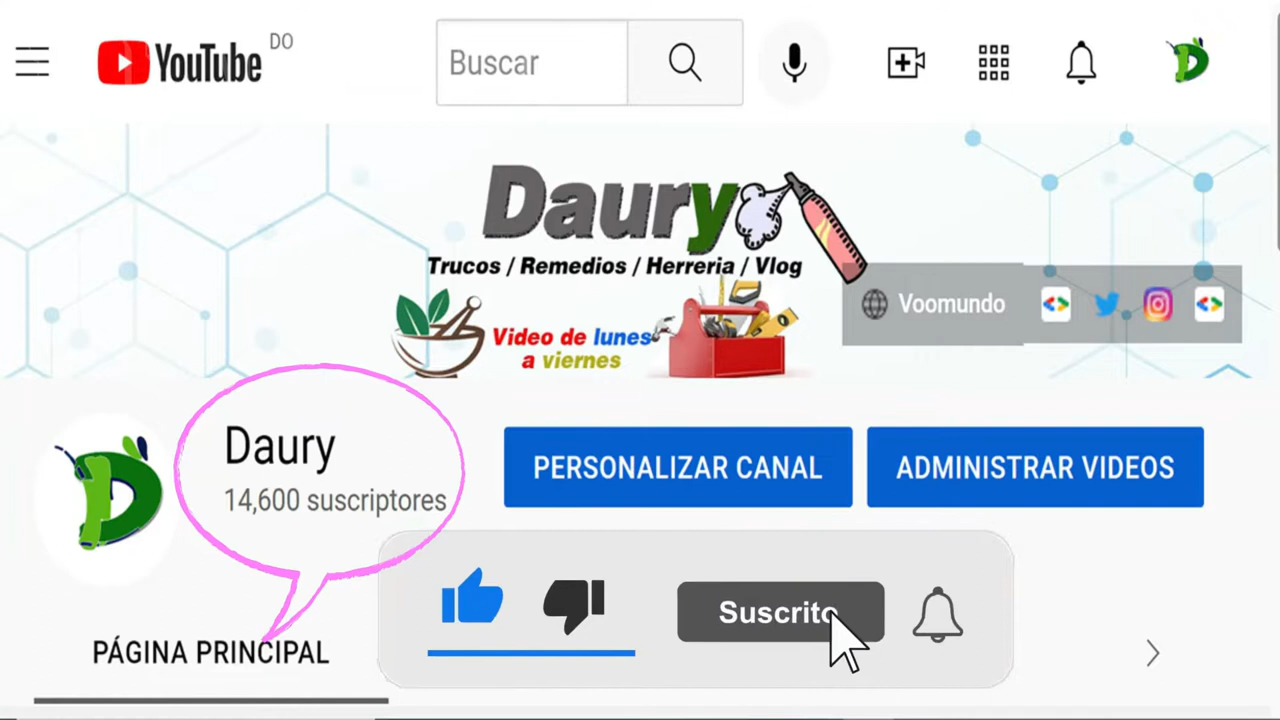 YouTube DO
Buscar
Daury
Trucos / Remedios / Herreria / Vlog
Voomundo
Video de lunes
a viernes
Daury
14,600 suscriptores
PERSONALIZAR CANAL
ADMINISTRAR VIDEOS
Suscrito
PÁGINA PRINCIPAL